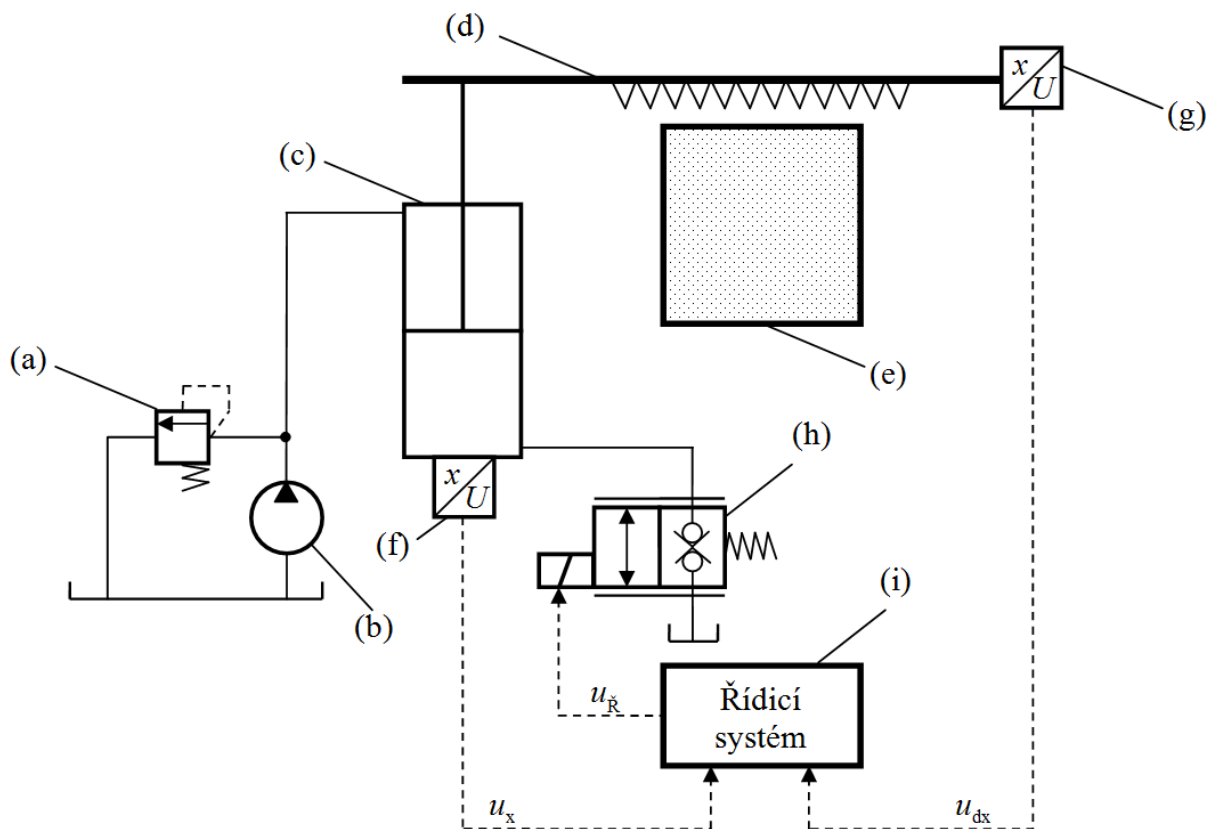 (d)
x
U
(g)
(c)
(a)
(e)
(h)
x
U
(f)
(b)
(i)
Řídicí
systém
uŘ
ux
udx